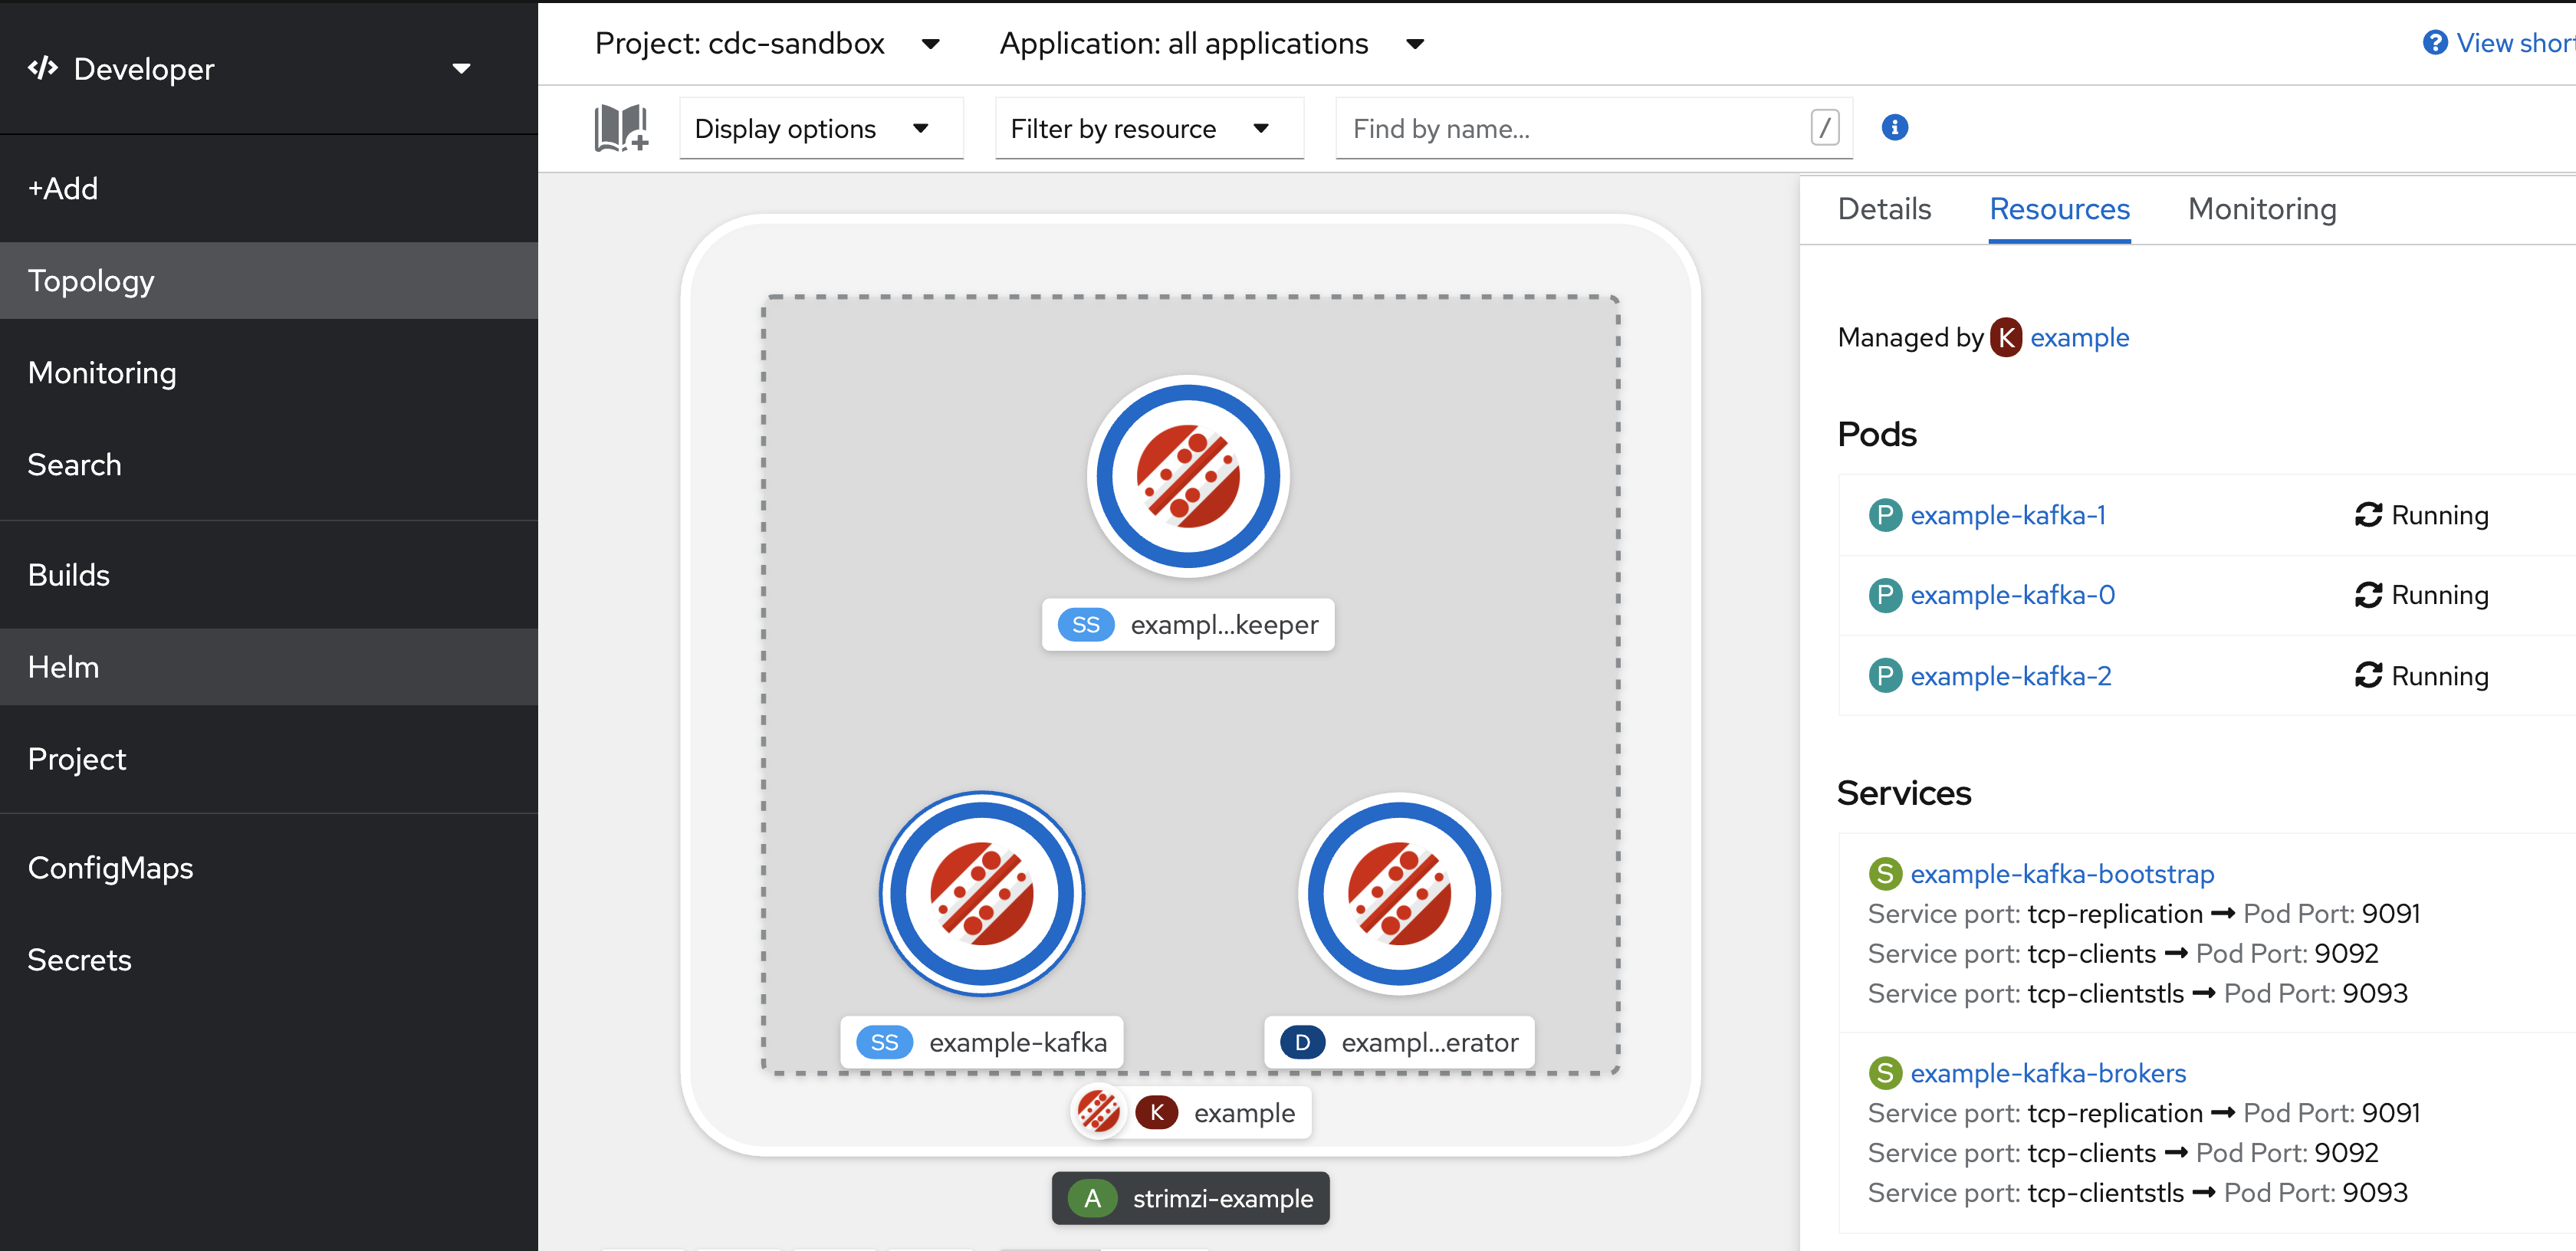 Developer
+Add
Topology
Monitoring
Search
Builds
Helm
Project
ConfigMaps
Secrets
Project: cdc-sandbox
Application: all applications
View short
Display options
Filter by resource
Find by name...
/
SS exampl...keeper
SS example-kafka
D exampl...erator
K example
A strimzi-example
Details
Resources
Monitoring
Managed by K example
Pods
P example-kafka-1 Running
P example-kafka-0 Running
P example-kafka-2 Running
Services
S example-kafka-bootstrap
Service port: tcp-replication → Pod Port: 9091
Service port: tcp-clients → Pod Port: 9092
Service port: tcp-clientstls → Pod Port: 9093
S example-kafka-brokers
Service port: tcp-replication → Pod Port: 9091
Service port: tcp-clients → Pod Port: 9092
Service port: tcp-clientstls → Pod Port: 9093